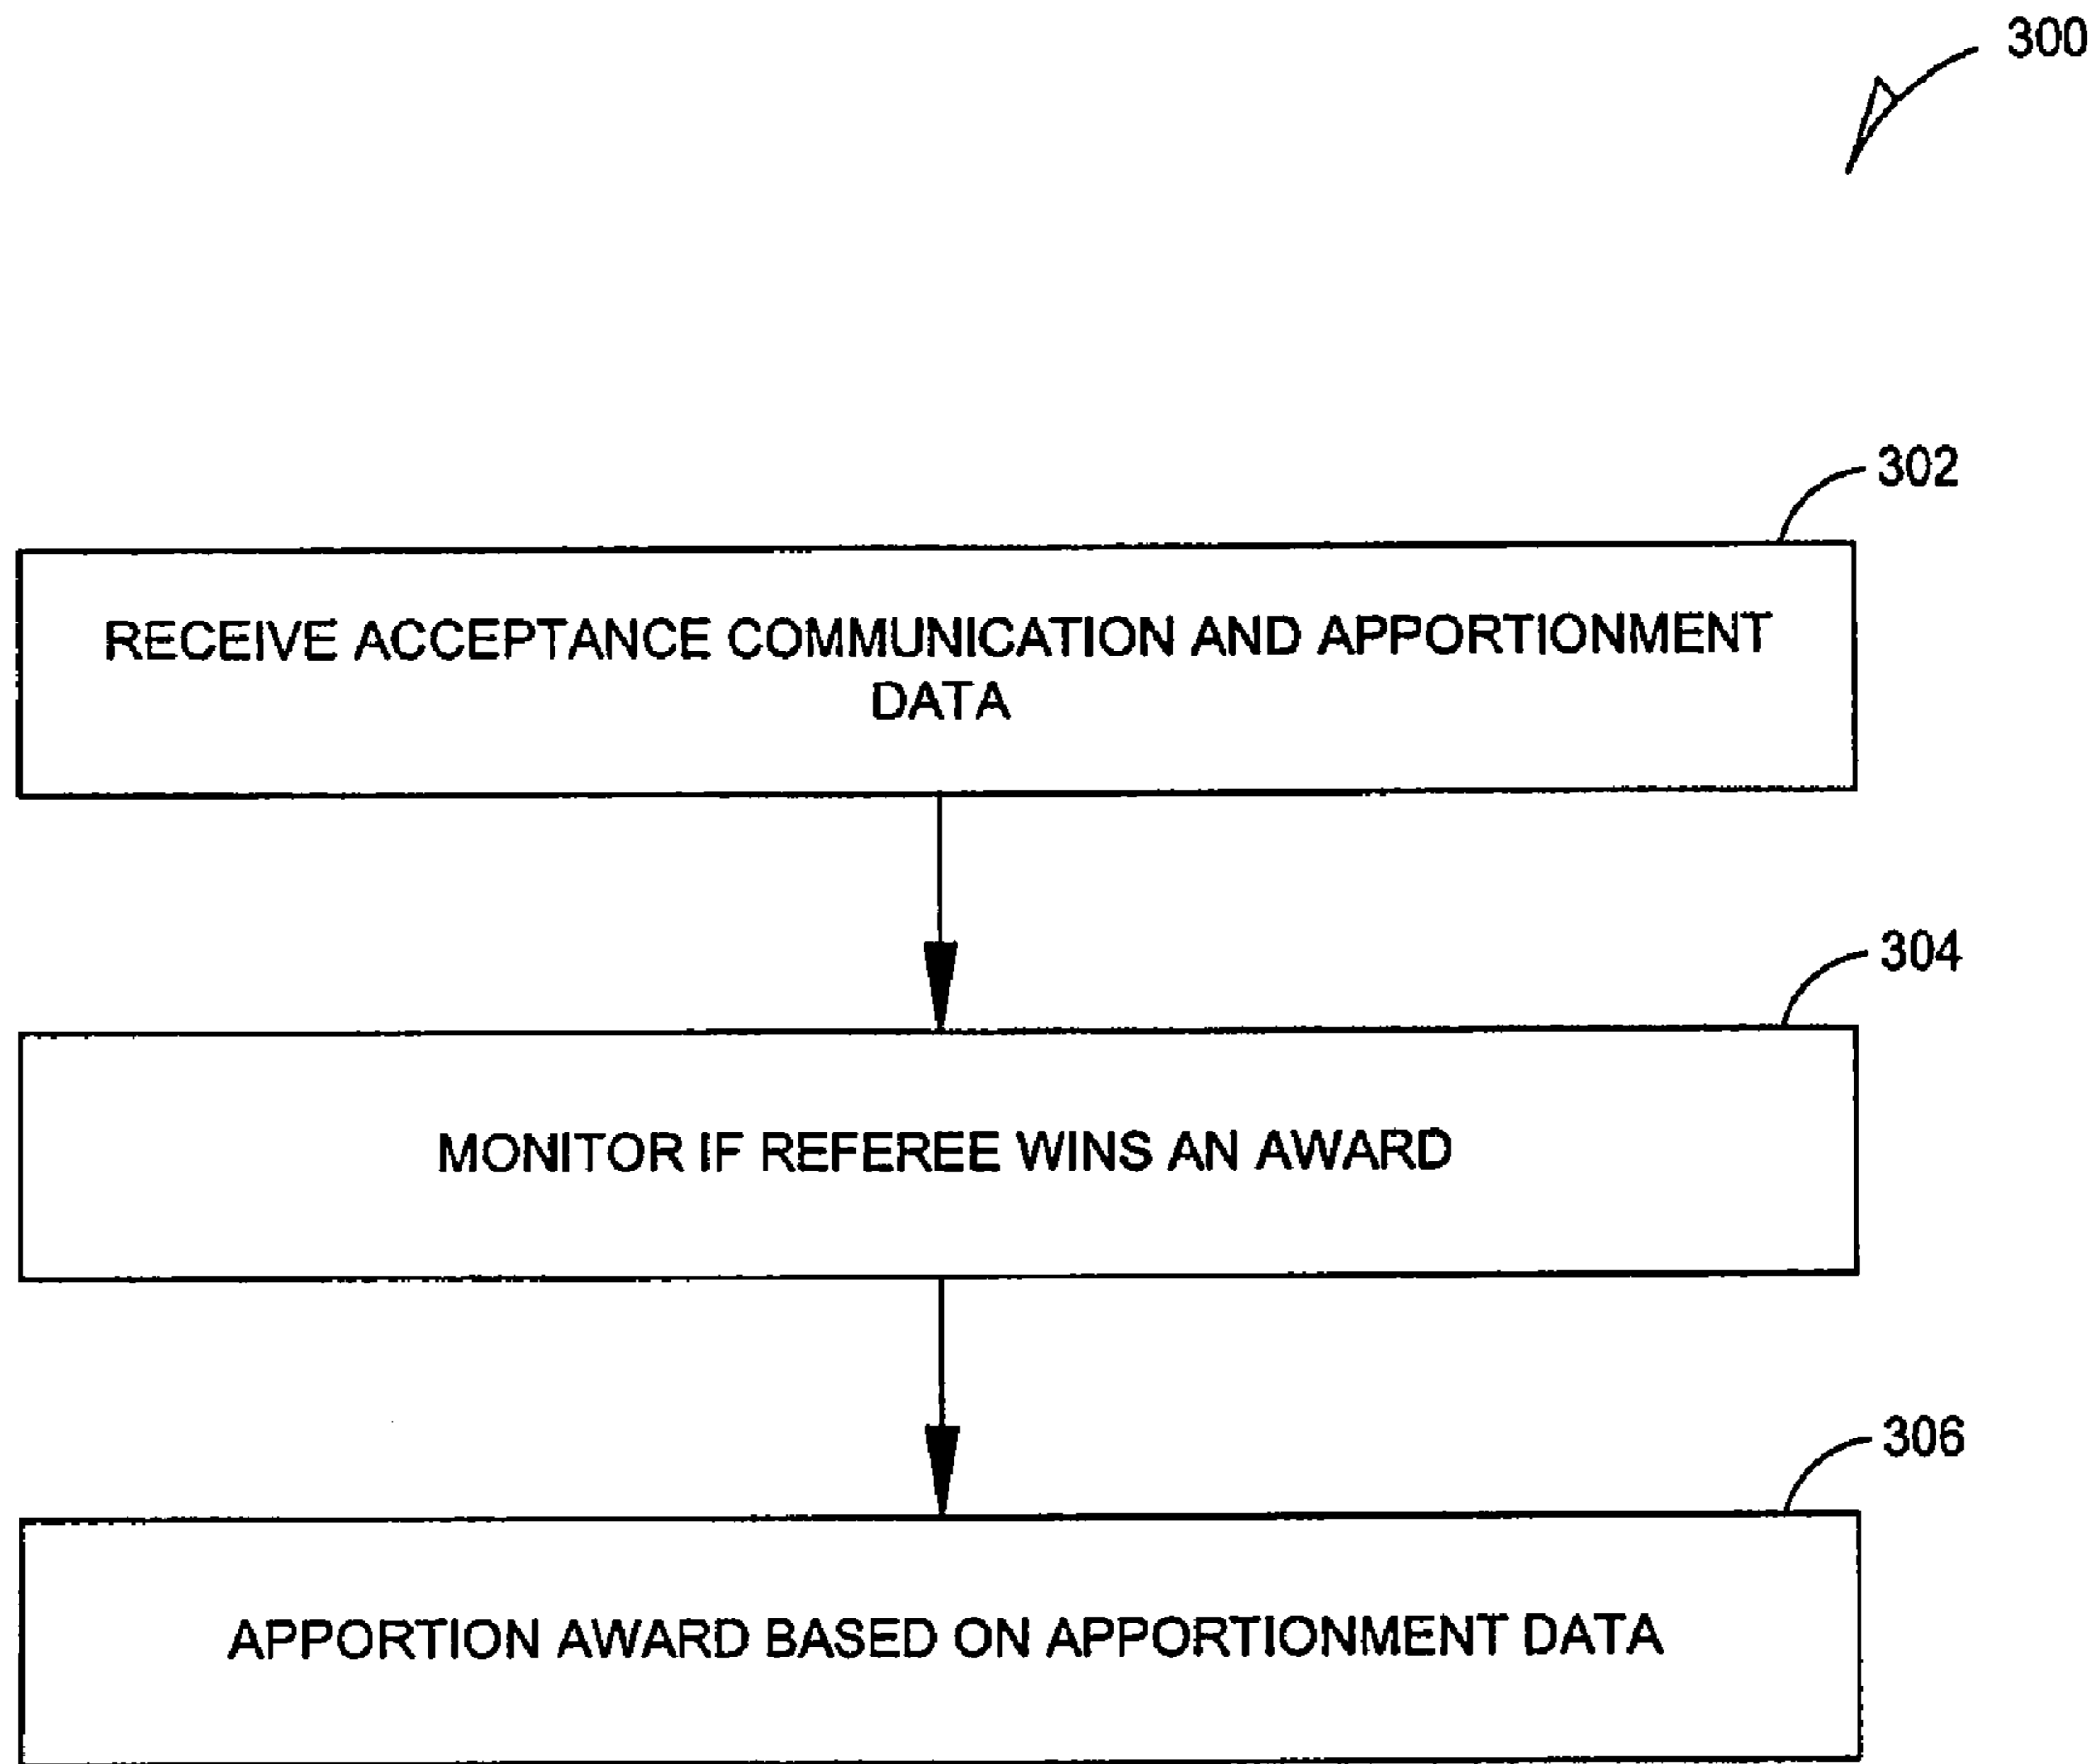 300
302
RECEIVE ACCEPTANCE COMMUNICATION AND APPORTIONMENT
DATA
304
MONITOR IF REFEREE WINS AN AWARD
306
APPORTION AWARD BASED ON APPORTIONMENT DATA